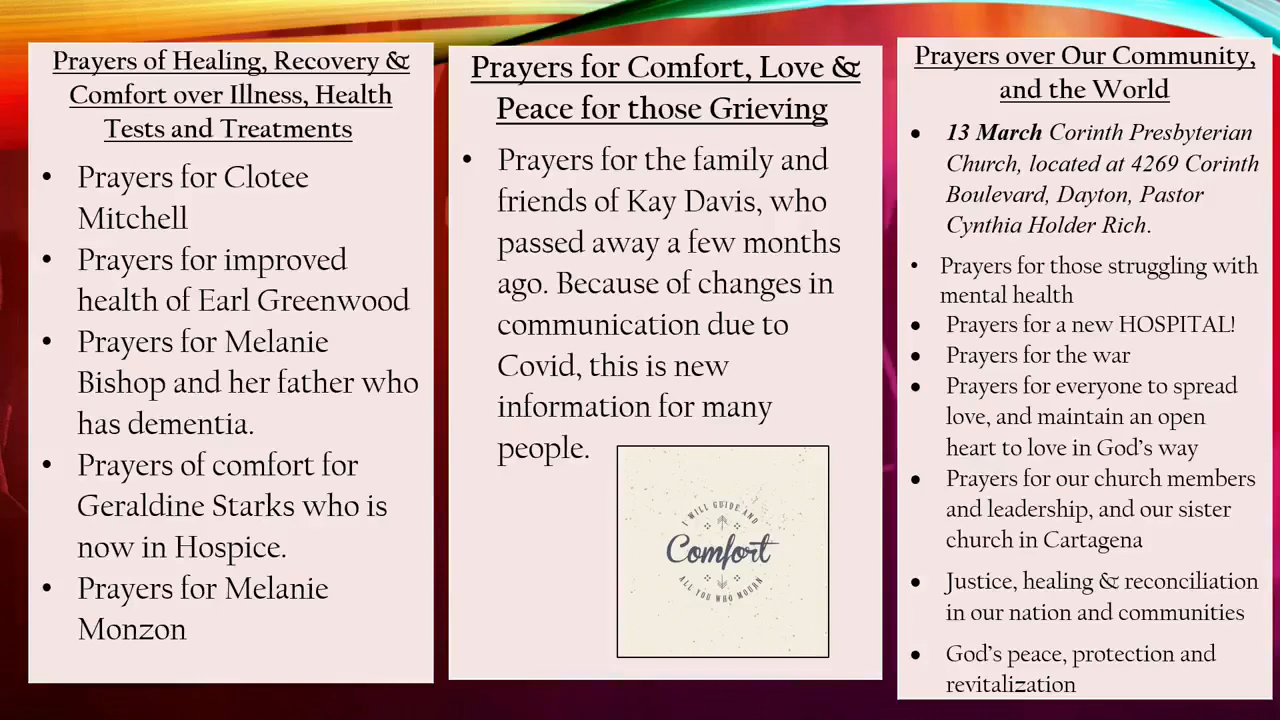 Prayers of Healing, Recovery &
Comfort over Illness, Health
Tests and Treatments
• Prayers for Clotee
Mitchell
• Prayers for improved
health of Earl Greenwood
• Prayers for Melanie
Bishop and her father who
has dementia.
• Prayers of comfort for
Geraldine Starks who is
now in Hospice.
• Prayers for Melanie
Monzon
Prayers for Comfort, Love &
Peace for those Grieving
• Prayers for the family and
friends of Kay Davis, who
passed away a few months
ago. Because of changes in
communication due to
Covid, this is new
information for many
people.
I WILL GUIDE AND
Comfort
ALL YOU WHO MOURN
Prayers over Our Community,
and the World
• 13 March Corinth Presbyterian
Church, located at 4269 Corinth
Boulevard, Dayton, Pastor
Cynthia Holder Rich.
• Prayers for those struggling with
mental health
• Prayers for a new HOSPITAL!
• Prayers for the war
• Prayers for everyone to spread
love, and maintain an open
heart to love in God's way
• Prayers for our church members
and leadership, and our sister
church in Cartagena
• Justice, healing & reconciliation
in our nation and communities
• God's peace, protection and
revitalization